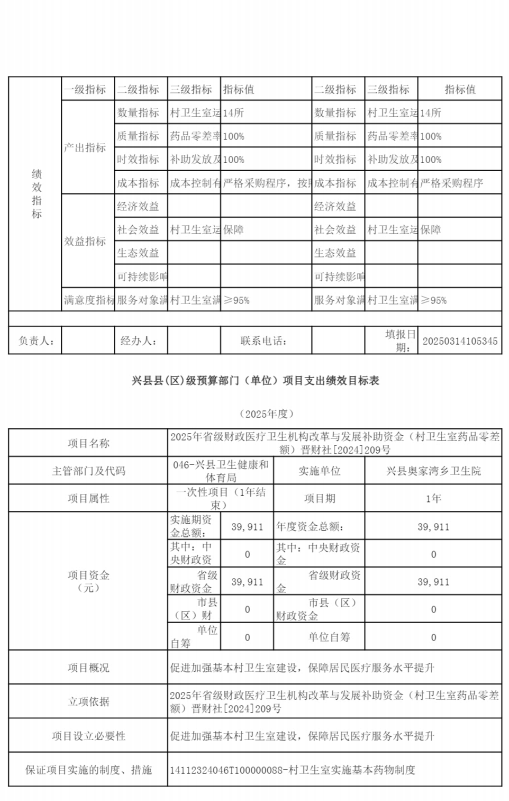 一级指标 二级指标 三级指标 指标值 二级指标 三级指标 指标值
绩效指标
产出指标
数量指标 村卫生室运 14所 数量指标 村卫生室运 14所
质量指标 药品零差率 100% 质量指标 药品零差率 100%
时效指标 补助发放及 100% 时效指标 补助发放及 100%
成本指标 成本控制有 严格采购程序，按照 成本指标 成本控制有 严格采购程序
效益指标
经济效益 经济效益
社会效益 村卫生室运 保障 社会效益 村卫生室运 保障
生态效益 生态效益
可持续影响 可持续影响
满意度指标 服务对象满 村卫生室满 ≥95% 服务对象满 村卫生室满 ≥95%
负责人： 经办人： 联系电话： 填报日期： 20250314105345
兴县县(区)级预算部门（单位）项目支出绩效目标表
（2025年度）
项目名称 2025年省级财政医疗卫生机构改革与发展补助资金（村卫生室药品零差
额）晋财社[2024]209号
主管部门及代码 046-兴县卫生健康和
体育局 实施单位 兴县奥家湾乡卫生院
项目属性 一次性项目（1年结
束） 项目期 1年
项目资金
（元）
实施期资
金总额： 39,911 年度资金总额： 39,911
其中：中
央财政资 0 其中：中央财政资
金 0
省级
财政资金 39,911 省级财政资
金 39,911
市县
（区）财 0 市县（区）
财政资金 0
单位
自筹 0 单位自筹 0
项目概况 促进加强基本村卫生室建设，保障居民医疗服务水平提升
立项依据 2025年省级财政医疗卫生机构改革与发展补助资金（村卫生室药品零差
额）晋财社[2024]209号
项目设立必要性 促进加强基本村卫生室建设，保障居民医疗服务水平提升
保证项目实施的制度、措施 14112324046T100000088-村卫生室实施基本药物制度